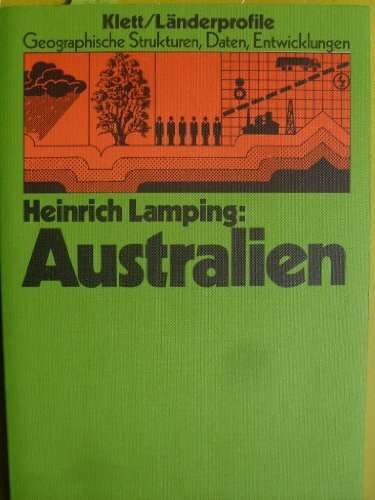 Klett/Länderprofile
Geographische Strukturen, Daten, Entwicklungen
Heinrich Lamping:
Australien